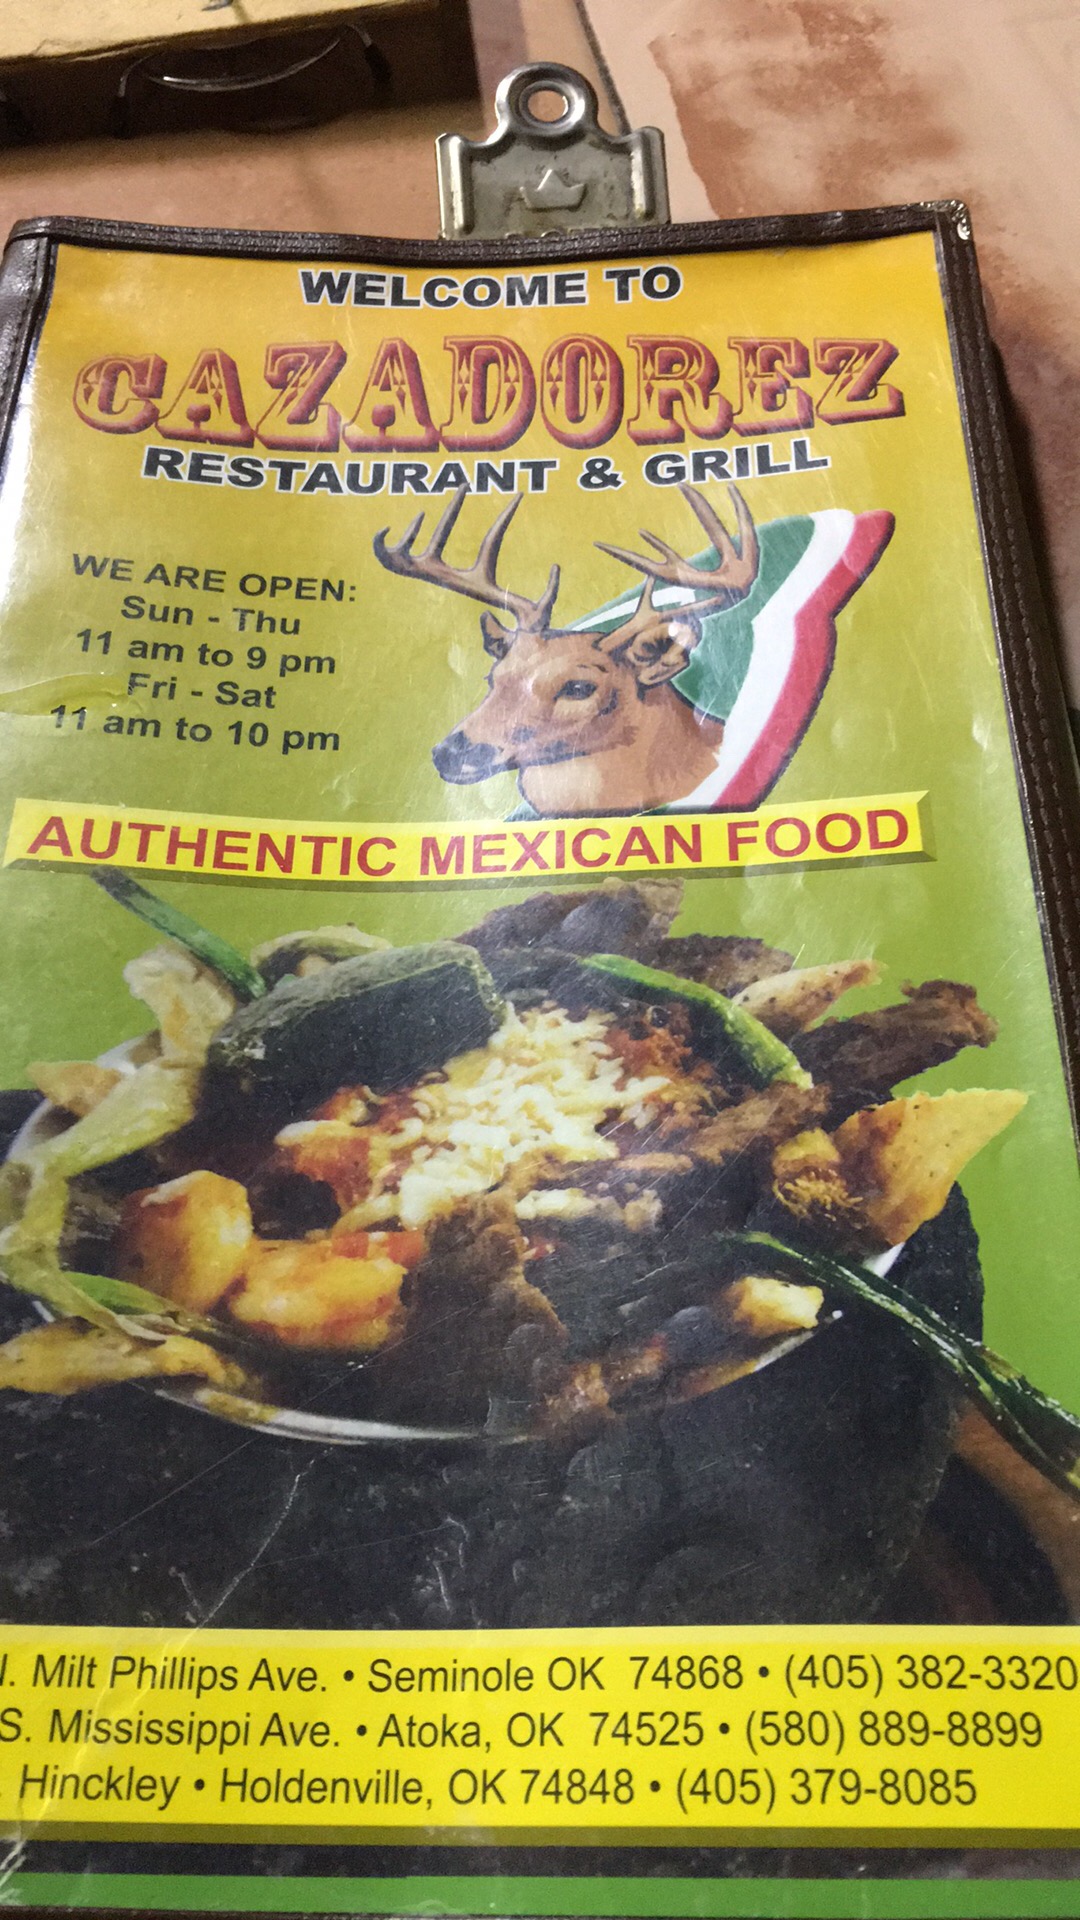 WELCOME TO
CAZADOREZ
RESTAURANT & GRILL
WE ARE OPEN:
Sun - Thu
11 am to 9 pm
Fri - Sat
11 am to 10 pm
AUTHENTIC MEXICAN FOOD
. Milt Phillips Ave. • Seminole OK 74868 • (405) 382-3320
S. Mississippi Ave. • Atoka, OK 74525 • (580) 889-8899
. Hinckley • Holdenville, OK 74848 • (405) 379-8085